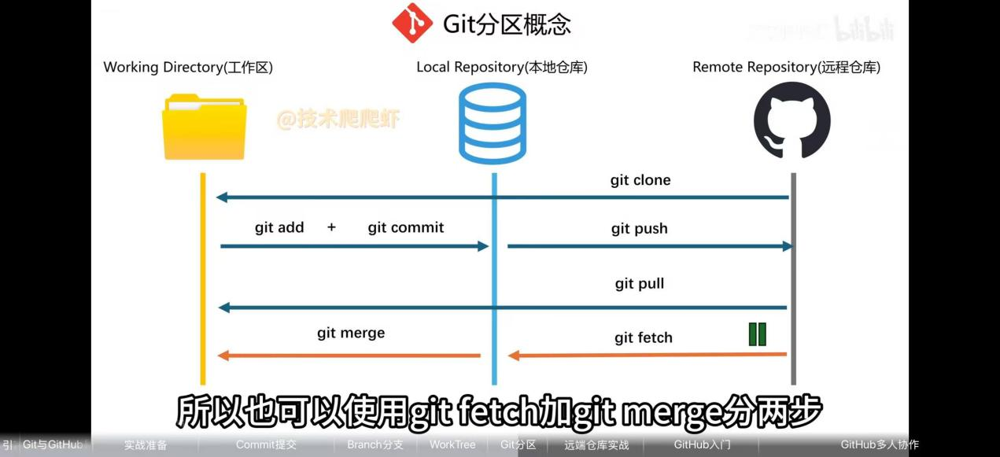 Git分区概念
bilibili
Working Directory(工作区)
Local Repository(本地仓库)
Remote Repository(远程仓库)
@技术爬爬虾
git clone
git add + git commit
git push
git pull
git merge
git fetch
所以也可以使用git fetch加git merge分两步
引 Git与GitHub 实战准备 Commit提交 Branch分支 WorkTree Git分区 远端仓库实战 GitHub入门 GitHub多人协作